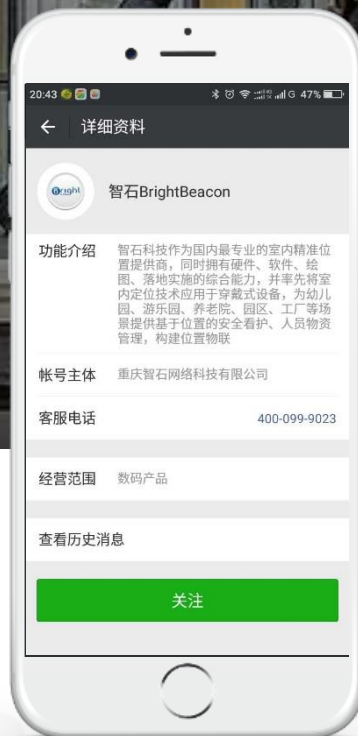 20:43
G 47%
详细资料
Bright
智石BrightBeacon
功能介绍
智石科技作为国内最专业的室内精准位
置提供商，同时拥有硬件、软件、绘
图、落地实施的综合能力，并率先将室
内定位技术应用于穿戴式设备，为幼儿
园、游乐园、养老院、园区、工厂等场
景提供基于位置的安全看护、人员物资
管理，构建位置物联
帐号主体 重庆智石网络科技有限公司
客服电话 400-099-9023
经营范围 数码产品
查看历史消息
关注